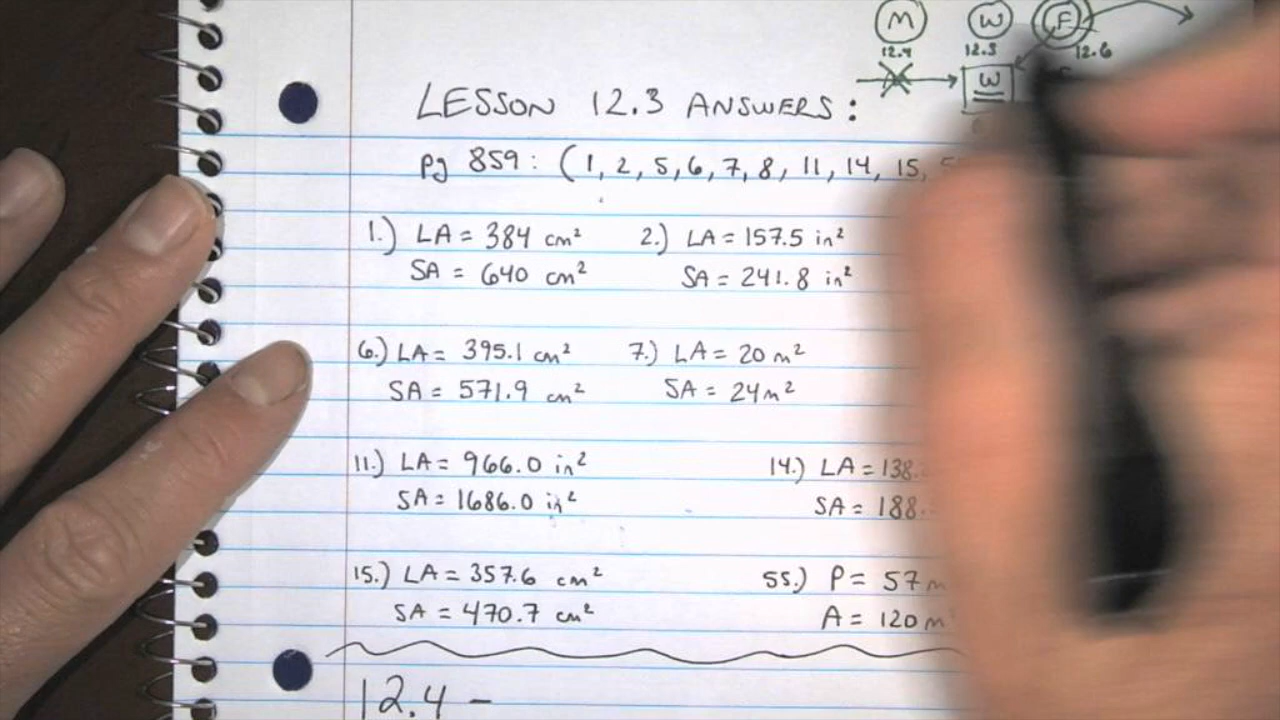 M W F
12.4 12.5 12.6
W
LESSON 12.3 ANSWERS:
pg 859: (1, 2, 5, 6, 7, 8, 11, 14, 15,
1.) LA = 384 cm² 2.) LA = 157.5 in²
SA = 640 cm² SA = 241.8 in²
6.) LA = 395.1 cm² 7.) LA = 20 m²
SA = 571.9 cm² SA = 24 m²
11.) LA = 966.0 in² 14.) LA = 138.
SA = 1686.0 in² SA = 188.
15.) LA = 357.6 cm² 55.) P = 57 m
SA = 470.7 cm² A = 120 m
12.4 -